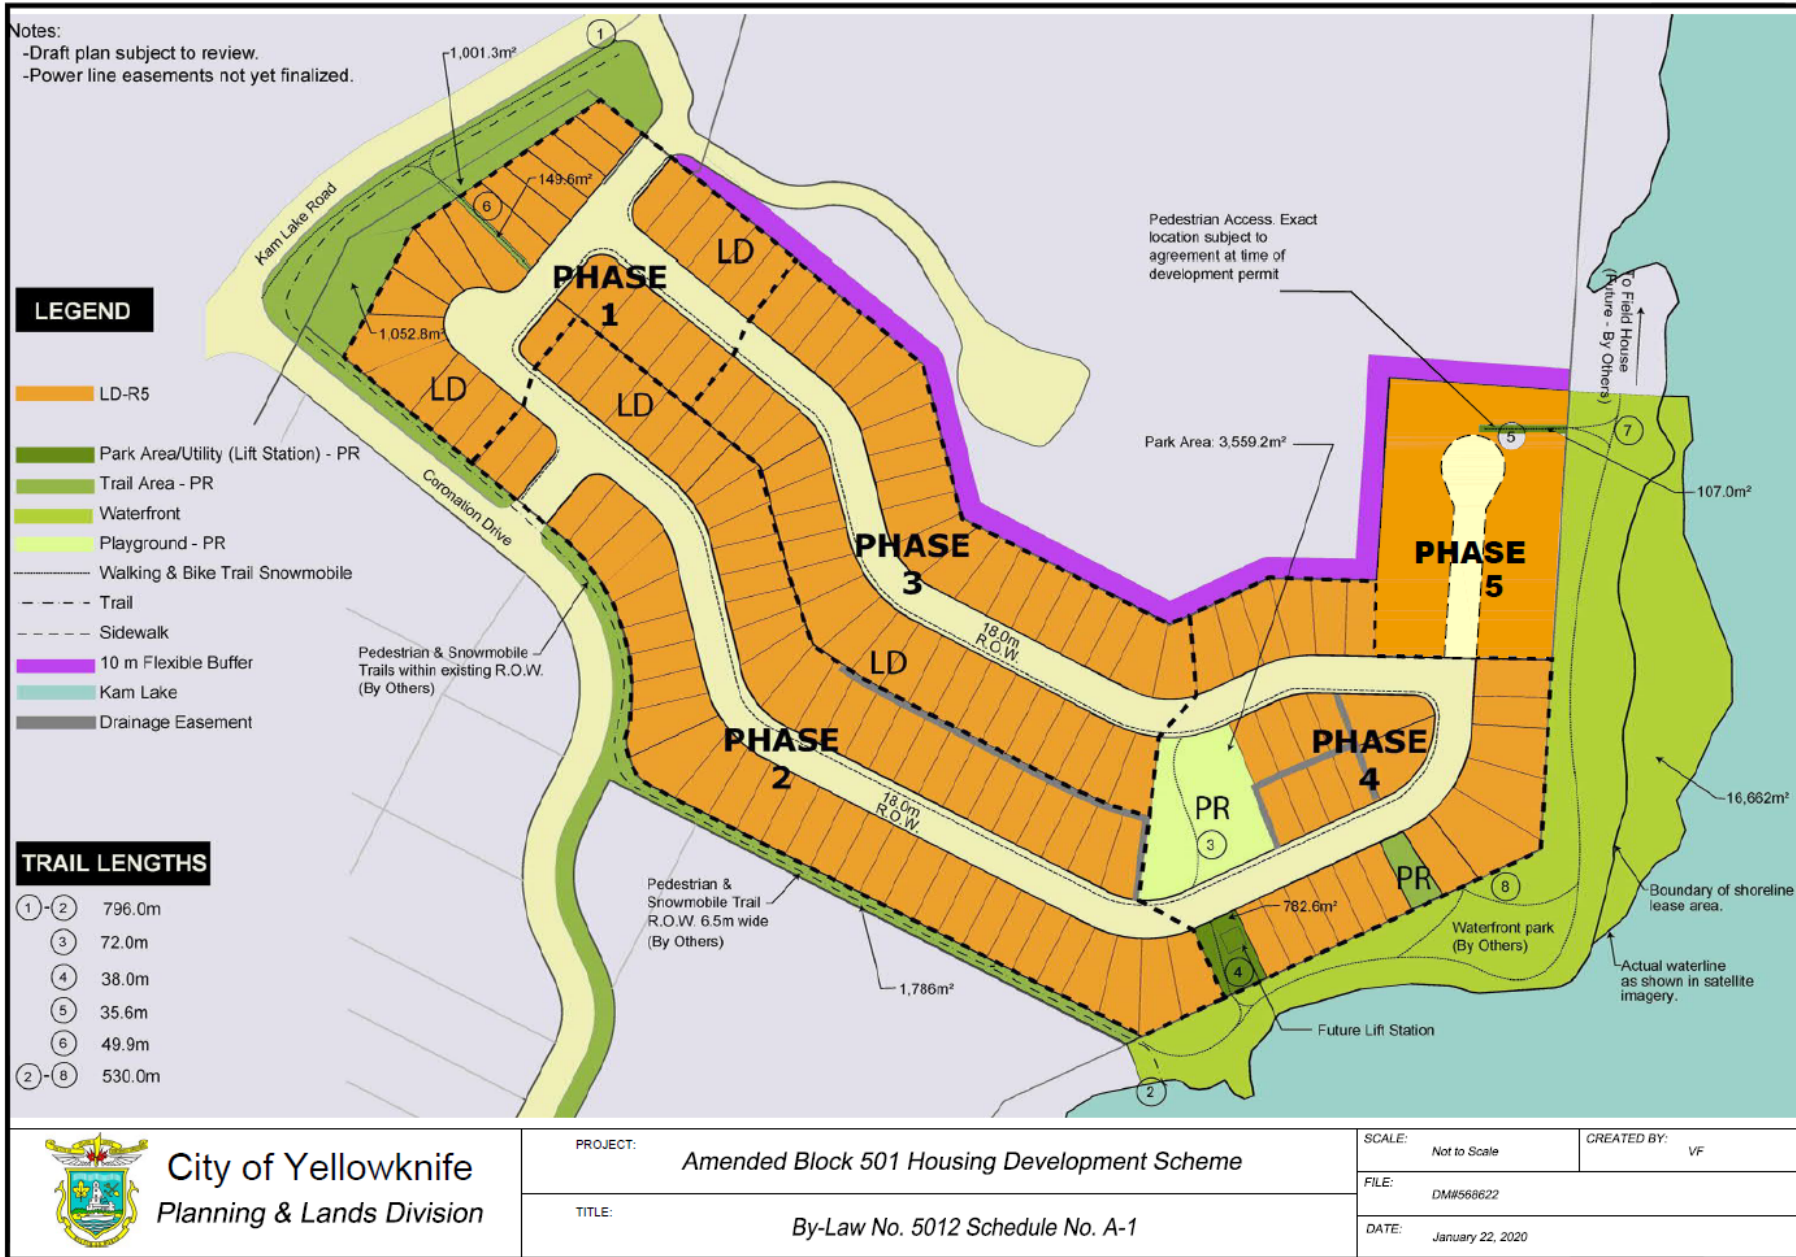 Notes:
-Draft plan subject to review.
-Power line easements not yet finalized.
1
1,001.3m²
149.6m²
6
Kam Lake Road
1,052.8m²
LEGEND
LD-R5
Park Area/Utility (Lift Station) - PR
Trail Area - PR
Waterfront
Playground - PR
Walking & Bike Trail Snowmobile
Trail
Sidewalk
10 m Flexible Buffer
Kam Lake
Drainage Easement
PHASE
1
LD
LD
LD
Coronation Drive
Pedestrian Access. Exact
location subject to
agreement at time of
development permit
To Field House
(Future - By Others)
5
7
107.0m²
Park Area: 3,559.2m²
PHASE
3
PHASE
5
18.0m
R.O.W.
LD
Pedestrian & Snowmobile
Trails within existing R.O.W.
(By Others)
PHASE
2
18.0m
R.O.W.
PHASE
4
PR
3
PR
8
16,662m²
Boundary of shoreline
lease area.
Waterfront park
(By Others)
Actual waterline
as shown in satellite
imagery.
782.6m²
4
Future Lift Station
Pedestrian &
Snowmobile Trail
R.O.W. 6.5m wide
(By Others)
1,786m²
2
TRAIL LENGTHS
1-2 796.0m
3 72.0m
4 38.0m
5 35.6m
6 49.9m
2-8 530.0m
City of Yellowknife
Planning & Lands Division
PROJECT:
Amended Block 501 Housing Development Scheme
TITLE:
By-Law No. 5012 Schedule No. A-1
SCALE:
Not to Scale
CREATED BY:
VF
FILE:
DM#568622
DATE:
January 22, 2020